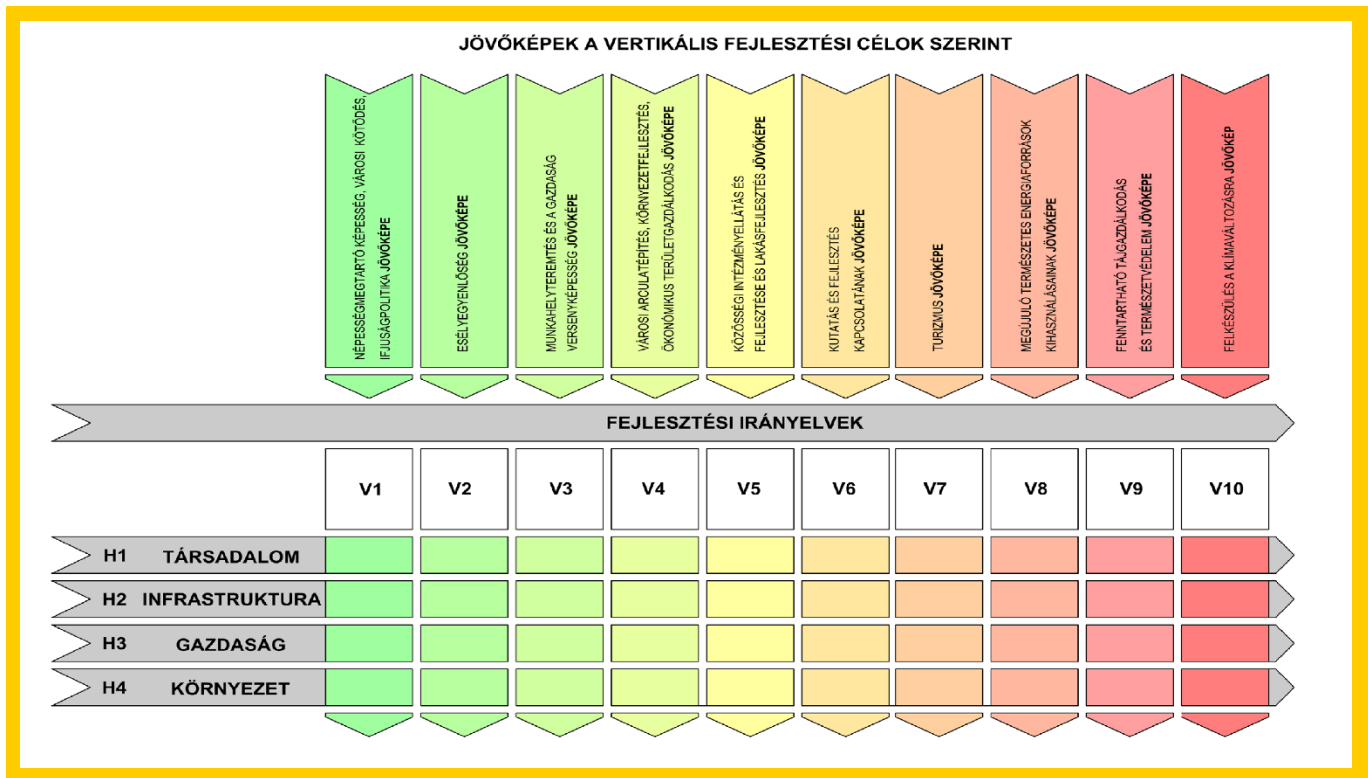 JÖVŐKÉPEK A VERTIKÁLIS FEJLESZTÉSI CÉLOK SZERINT
NÉPESSÉGMEGTARTÓ KÉPESSÉG, VÁROSI KÖTŐDÉS,
IFJUSÁGPOLITIKA JÖVŐKÉPE
ESÉLYEGYENLŐSÉG JÖVŐKÉPE
MUNKAHELYTEREMTÉS ÉS A GAZDASÁG
VERSENYKÉPESSÉG JÖVŐKÉPE
VÁROSI ARCULATÉPÍTÉS, KÖRNYEZETFEJLESZTÉS,
ÖKONÓMIKUS TERÜLETGAZDÁLKODÁS JÖVŐKÉPE
KÖZÖSSÉGI INTÉZMÉNYELLÁTÁS ÉS
FEJLESZTÉSE ÉS LAKÁSFEJLESZTÉS JÖVŐKÉPE
KUTATÁS ÉS FEJLESZTÉS
KAPCSOLATÁNAK JÖVŐKÉPE
TURIZMUS JÖVŐKÉPE
MEGÚJULÓ TERMÉSZETES ENERGIAFORRÁSOK
KIHASZNÁLÁSAINAK JÖVŐKÉPE
FENNTARTHATÓ TÁJGAZDÁLKODÁS
ÉS TERMÉSZETVÉDELEM JÖVŐKÉPE
FELKÉSZÜLÉS A KLÍMAVÁLTOZÁSRA JÖVŐKÉP
FEJLESZTÉSI IRÁNYELVEK
V1 V2 V3 V4 V5 V6 V7 V8 V9 V10
H1 TÁRSADALOM
H2 INFRASTRUKTURA
H3 GAZDASÁG
H4 KÖRNYEZET